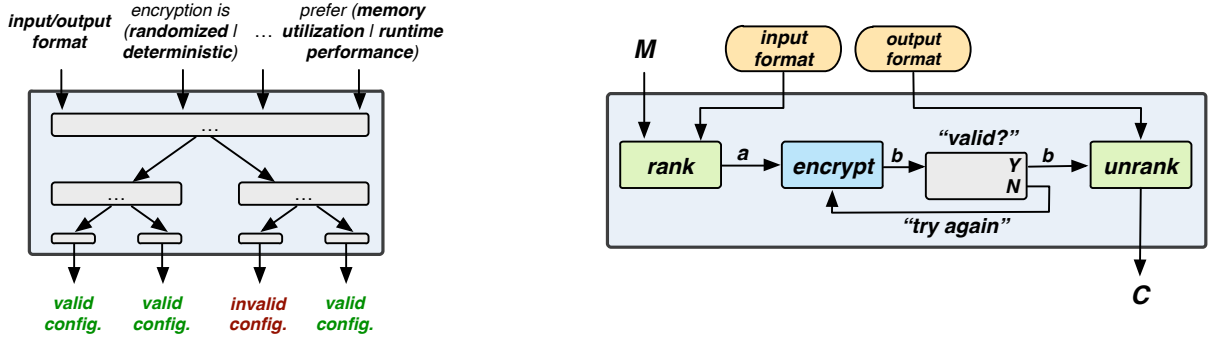 input/output
format
encryption is
(randomized |
deterministic)
...
prefer (memory
utilization | runtime
performance)
...
...
...
valid
config.
valid
config.
invalid
config.
valid
config.
M
input
format
output
format
rank
a
encrypt
b
“valid?”
Y
N
b
unrank
“try again”
C